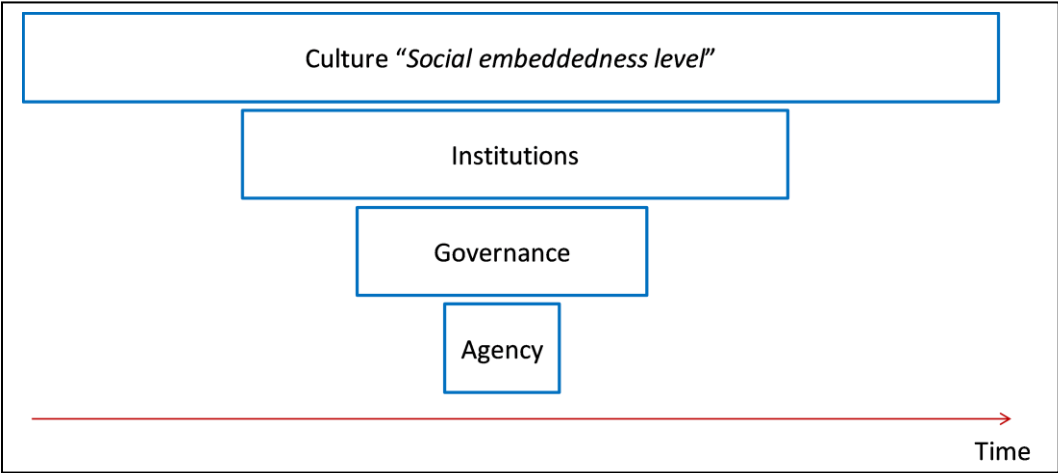 Culture “Social embeddedness level”
Institutions
Governance
Agency
Time